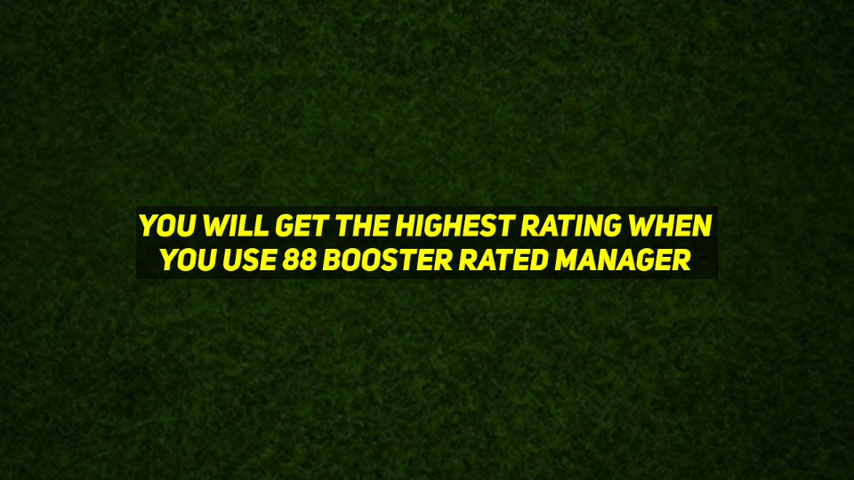 YOU WILL GET THE HIGHEST RATING WHEN
YOU USE 88 BOOSTER RATED MANAGER